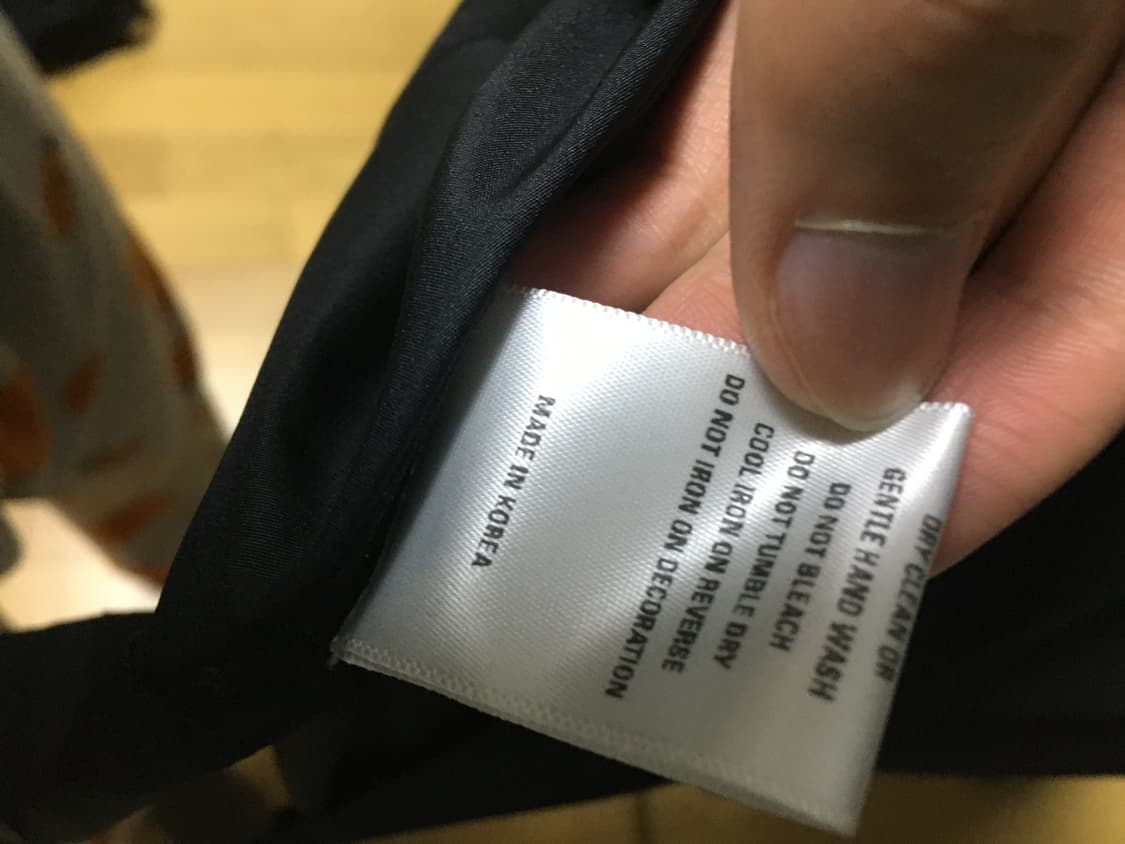 DRY CLEAN OR
GENTLE HAND WASH
DO NOT BLEACH
DO NOT TUMBLE DRY
COOL IRON ON REVERSE
DO NOT IRON ON DECORATION
MADE IN KOREA